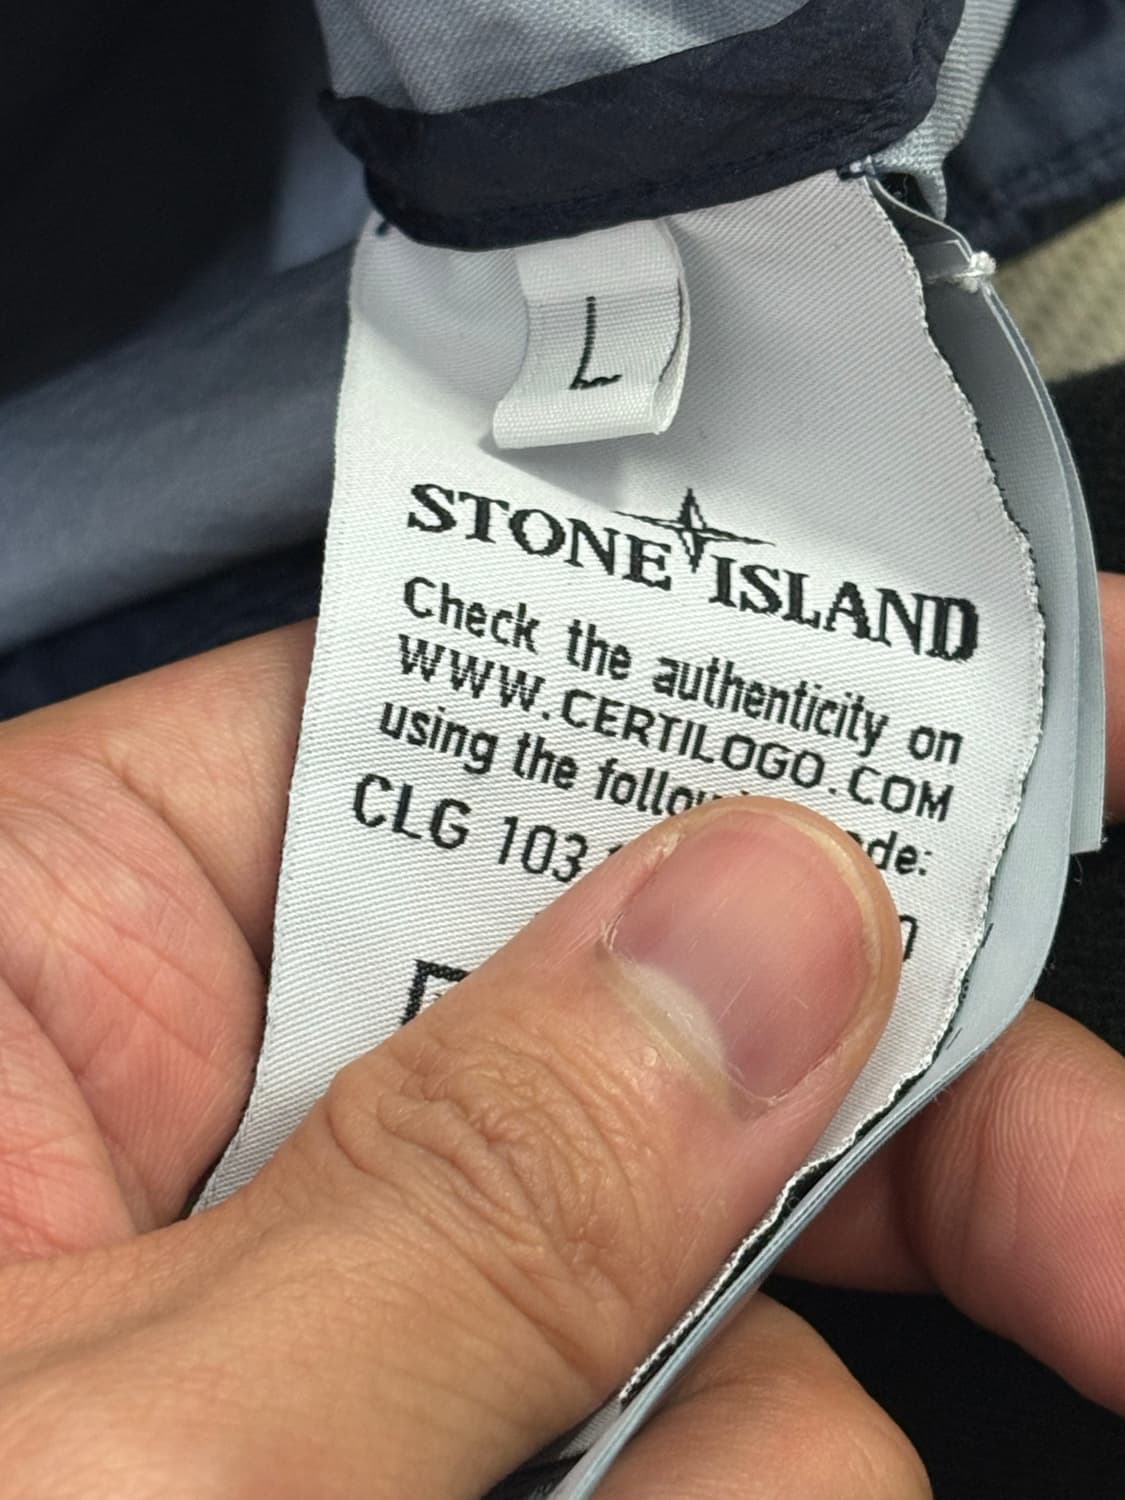 L
STONE ISLAND
Check the authenticity on
WWW.CERTILOGO.COM
using the
CLG 103